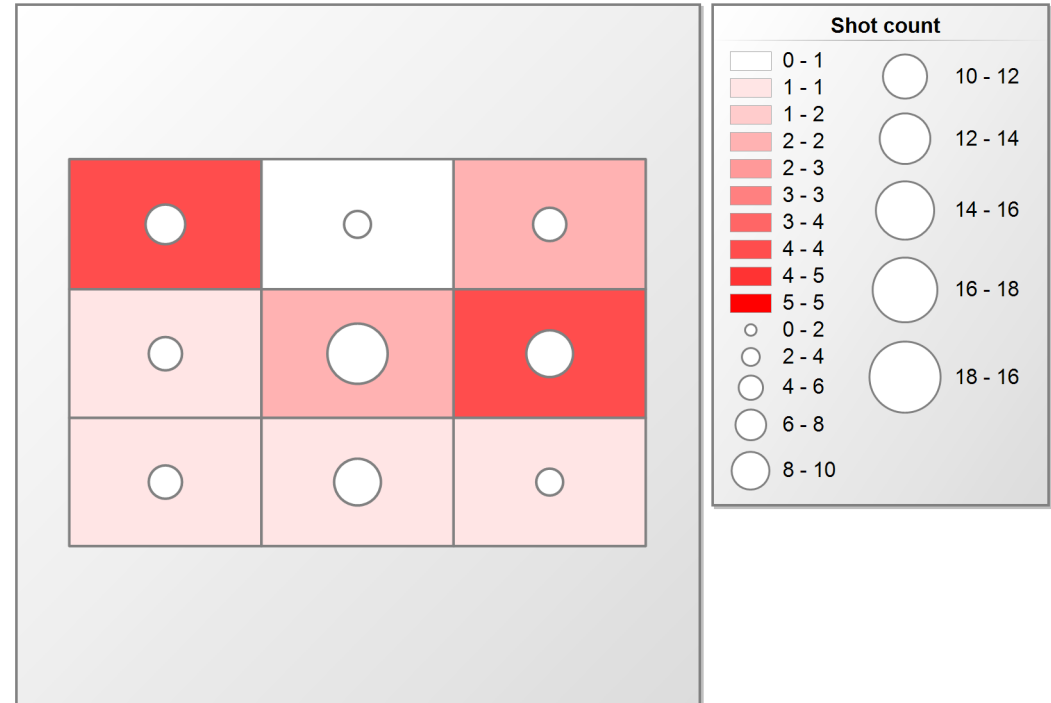 Shot count
0 - 1
1 - 1
1 - 2
2 - 2
2 - 3
3 - 3
3 - 4
4 - 4
4 - 5
5 - 5
0 - 2
2 - 4
4 - 6
6 - 8
8 - 10
10 - 12
12 - 14
14 - 16
16 - 18
18 - 16